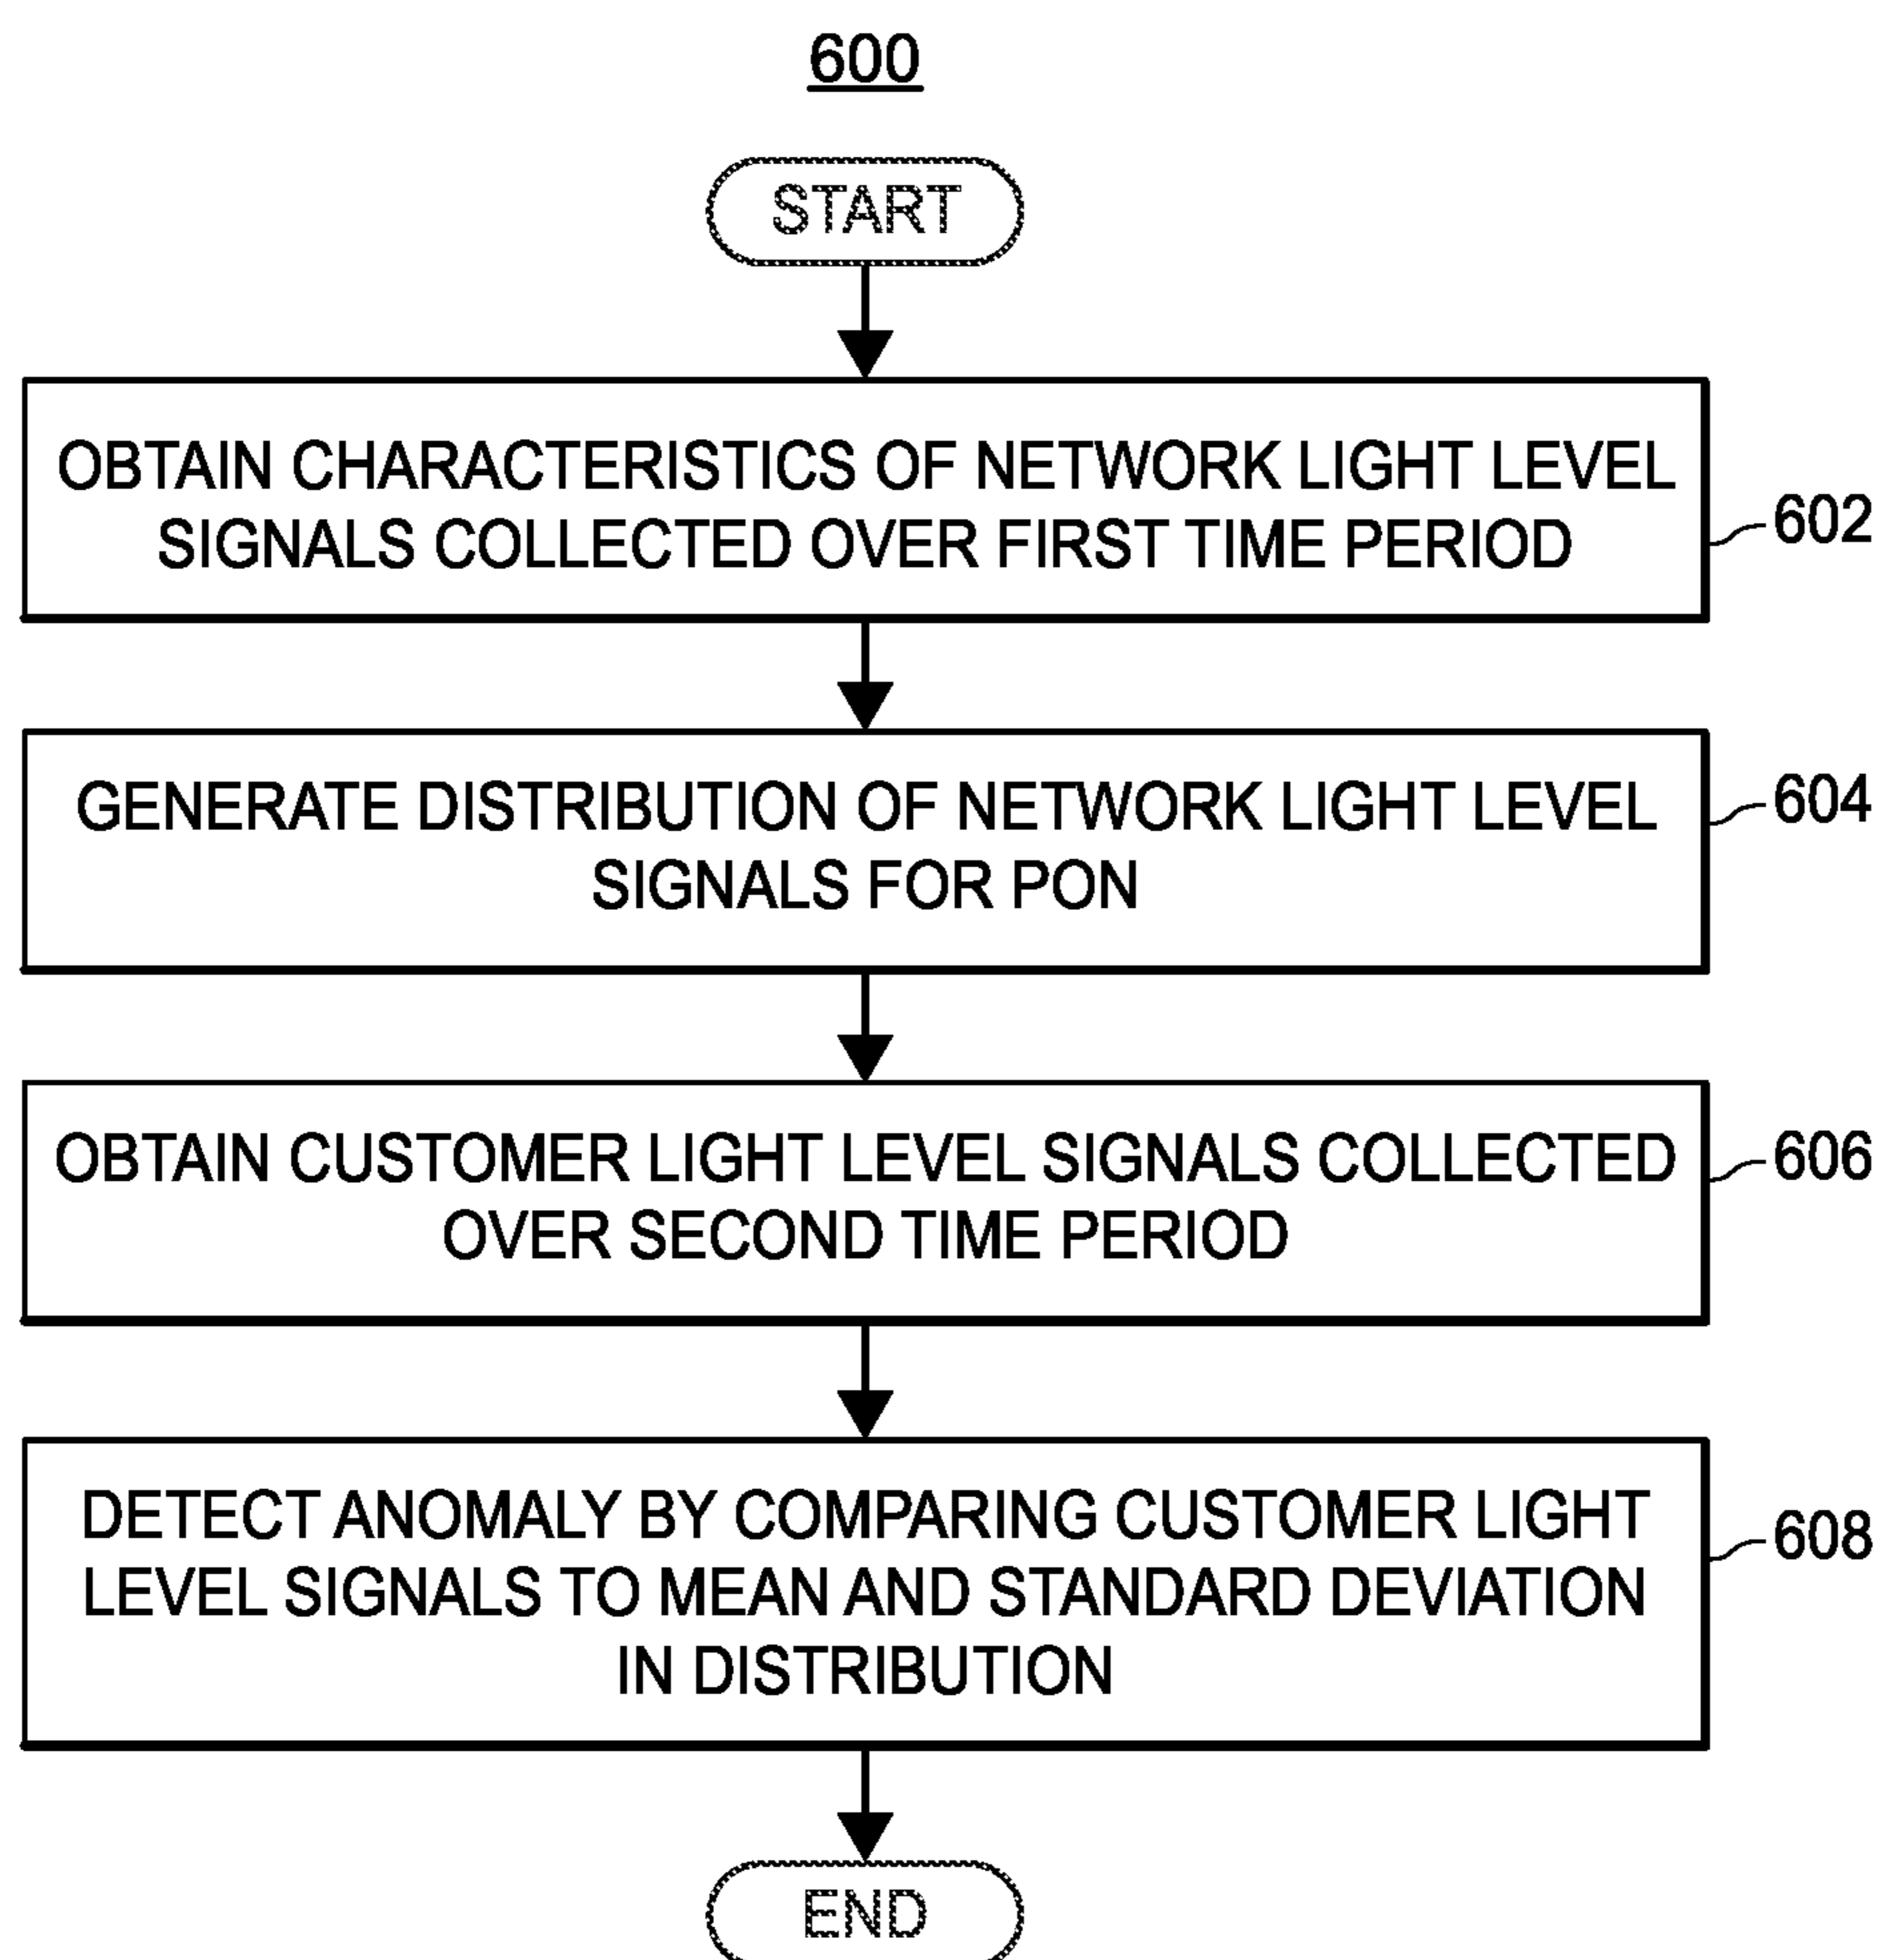 600
START
OBTAIN CHARACTERISTICS OF NETWORK LIGHT LEVEL
SIGNALS COLLECTED OVER FIRST TIME PERIOD
602
GENERATE DISTRIBUTION OF NETWORK LIGHT LEVEL
SIGNALS FOR PON
604
OBTAIN CUSTOMER LIGHT LEVEL SIGNALS COLLECTED
OVER SECOND TIME PERIOD
606
DETECT ANOMALY BY COMPARING CUSTOMER LIGHT
LEVEL SIGNALS TO MEAN AND STANDARD DEVIATION
IN DISTRIBUTION
608
END